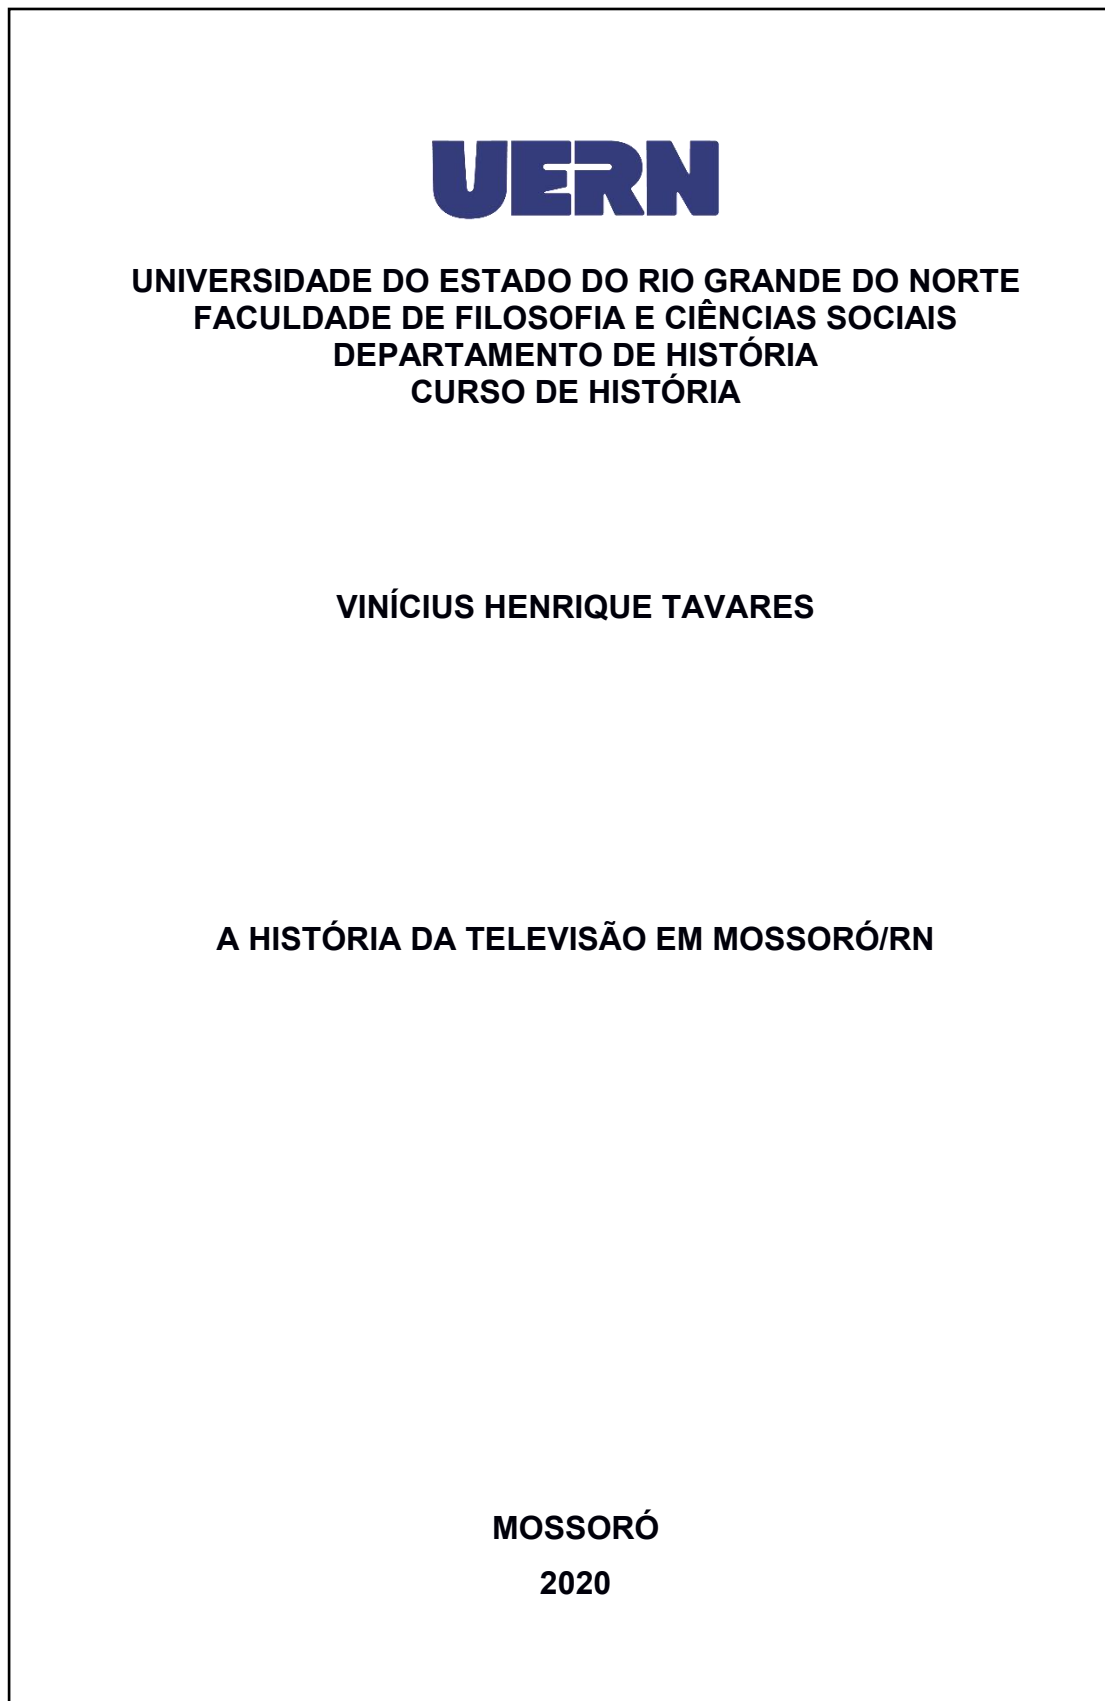 UERN
UNIVERSIDADE DO ESTADO DO RIO GRANDE DO NORTE
FACULDADE DE FILOSOFIA E CIÊNCIAS SOCIAIS
DEPARTAMENTO DE HISTÓRIA
CURSO DE HISTÓRIA
VINÍCIUS HENRIQUE TAVARES
A HISTÓRIA DA TELEVISÃO EM MOSSORÓ/RN
MOSSORÓ
2020